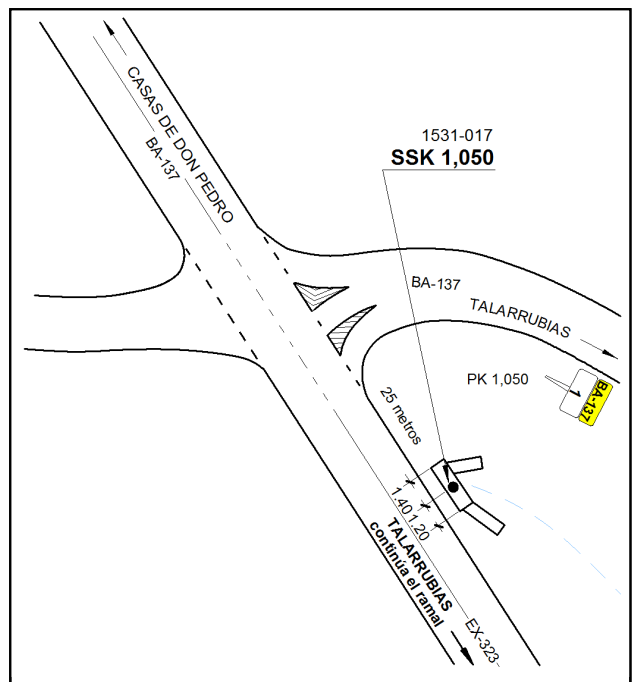 CASAS DE DON PEDRO
BA-137
1531-017
SSK 1,050
BA-137
TALARRUBIAS
PK 1,050
1
BA-137
25 metros
1.40
1.20
TALARRUBIAS
continúa el ramal
EX-323